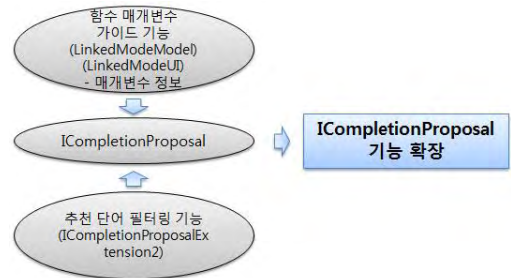 함수 매개변수
가이드 기능
(LinkedModeModel)
(LinkedModeUI)
- 매개변수 정보
ICompletionProposal
ICompletionProposal
기능 확장
추천 단어 필터링 기능
(ICompletionProposalEx
tension2)